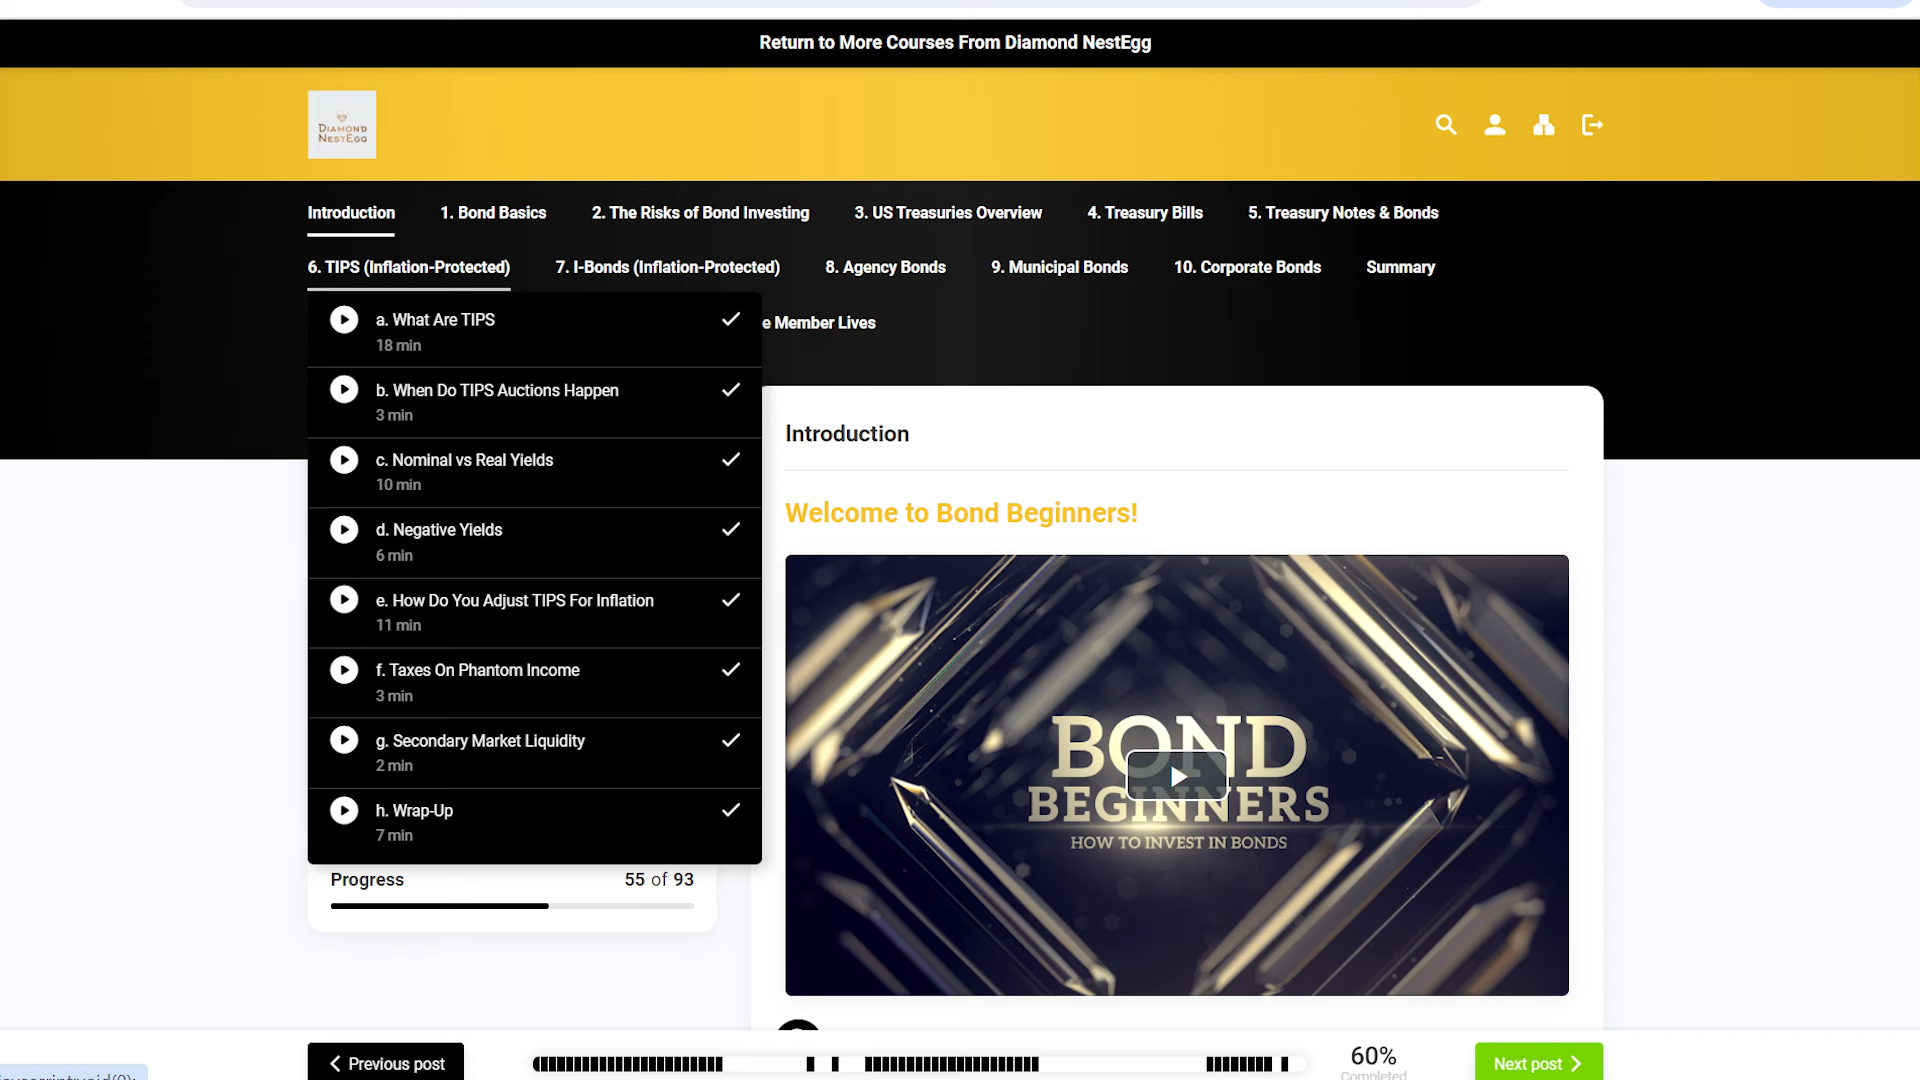 Return to More Courses From Diamond NestEgg
DIAMOND
NESTEGG
Introduction
1. Bond Basics
2. The Risks of Bond Investing
3. US Treasuries Overview
4. Treasury Bills
5. Treasury Notes & Bonds
6. TIPS (Inflation-Protected)
7. I-Bonds (Inflation-Protected)
8. Agency Bonds
9. Municipal Bonds
10. Corporate Bonds
Summary
e Member Lives
a. What Are TIPS
18 min
b. When Do TIPS Auctions Happen
3 min
c. Nominal vs Real Yields
10 min
d. Negative Yields
6 min
e. How Do You Adjust TIPS For Inflation
11 min
f. Taxes On Phantom Income
3 min
g. Secondary Market Liquidity
2 min
h. Wrap-Up
7 min
Progress
55 of 93
Introduction
Welcome to Bond Beginners!
BOND
BEGINNERS
HOW TO INVEST IN BONDS
Previous post
60%
Completed
Next post